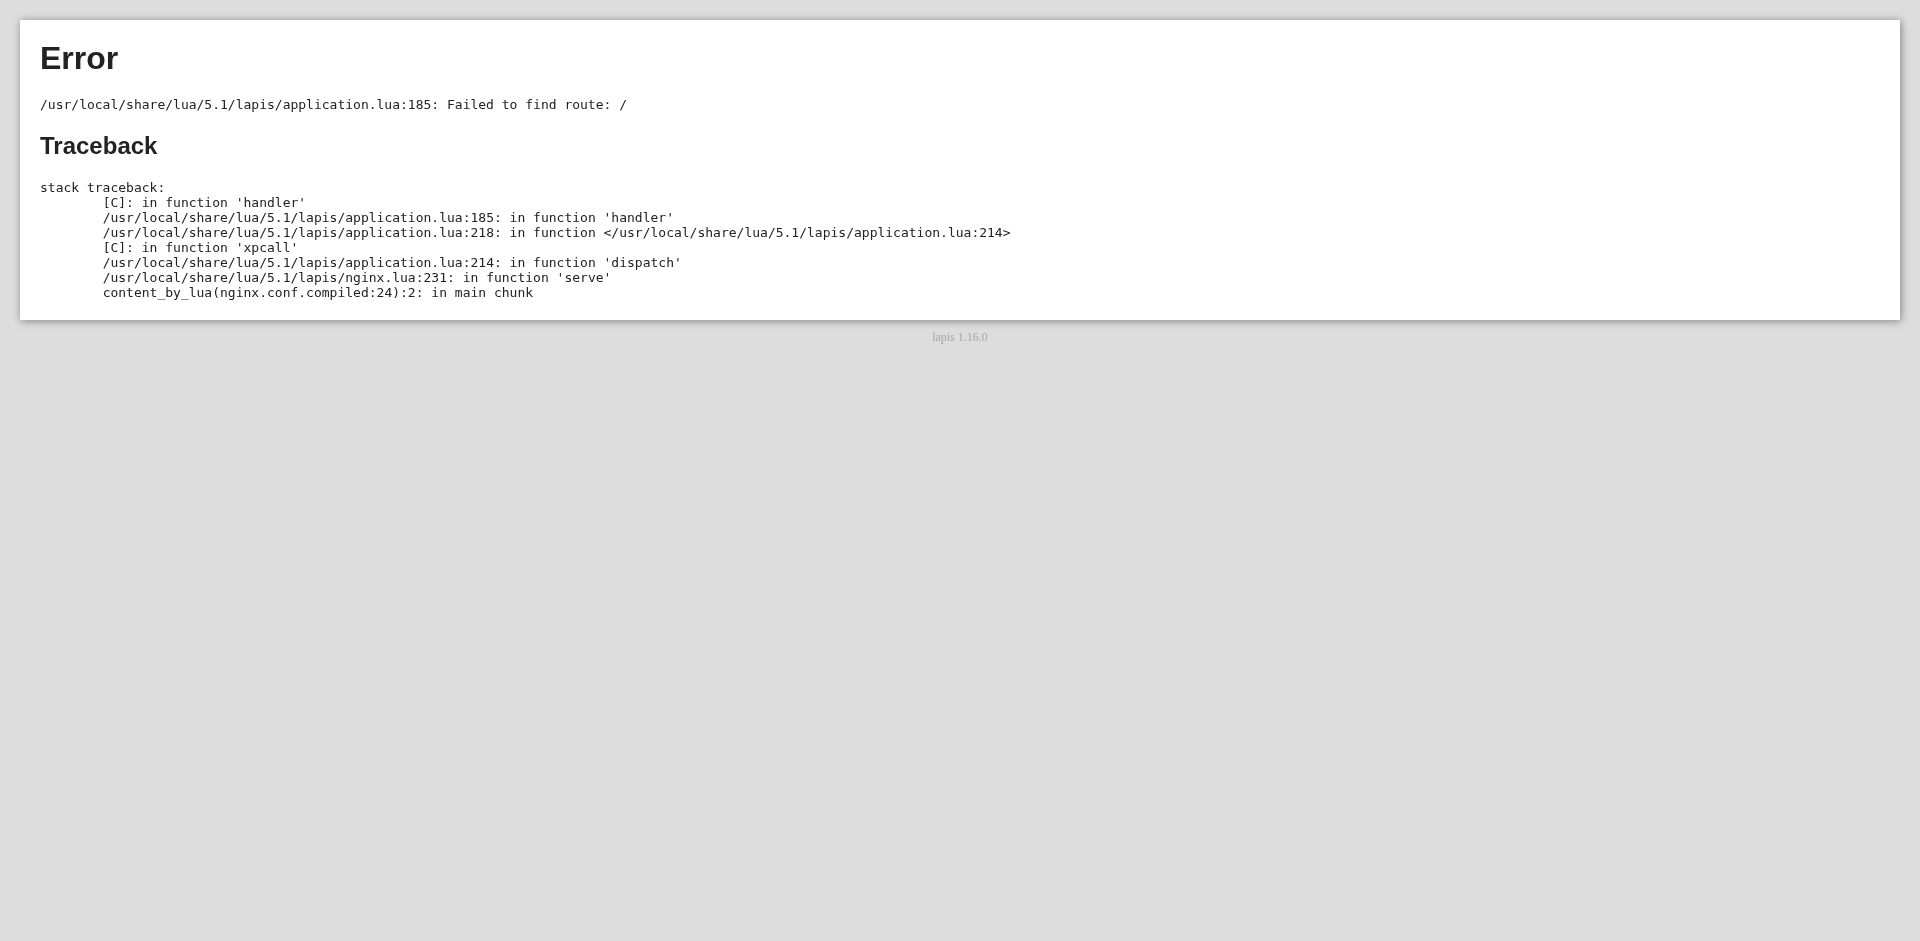 Error
/usr/local/share/lua/5.1/lapis/application.lua:185: Failed to find route: /
Traceback
stack traceback:
        [C]: in function 'handler'
        /usr/local/share/lua/5.1/lapis/application.lua:185: in function 'handler'
        /usr/local/share/lua/5.1/lapis/application.lua:218: in function </usr/local/share/lua/5.1/lapis/application.lua:214>
        [C]: in function 'xpcall'
        /usr/local/share/lua/5.1/lapis/application.lua:214: in function 'dispatch'
        /usr/local/share/lua/5.1/lapis/nginx.lua:231: in function 'serve'
        content_by_lua(nginx.conf.compiled:24):2: in main chunk
lapis 1.16.0